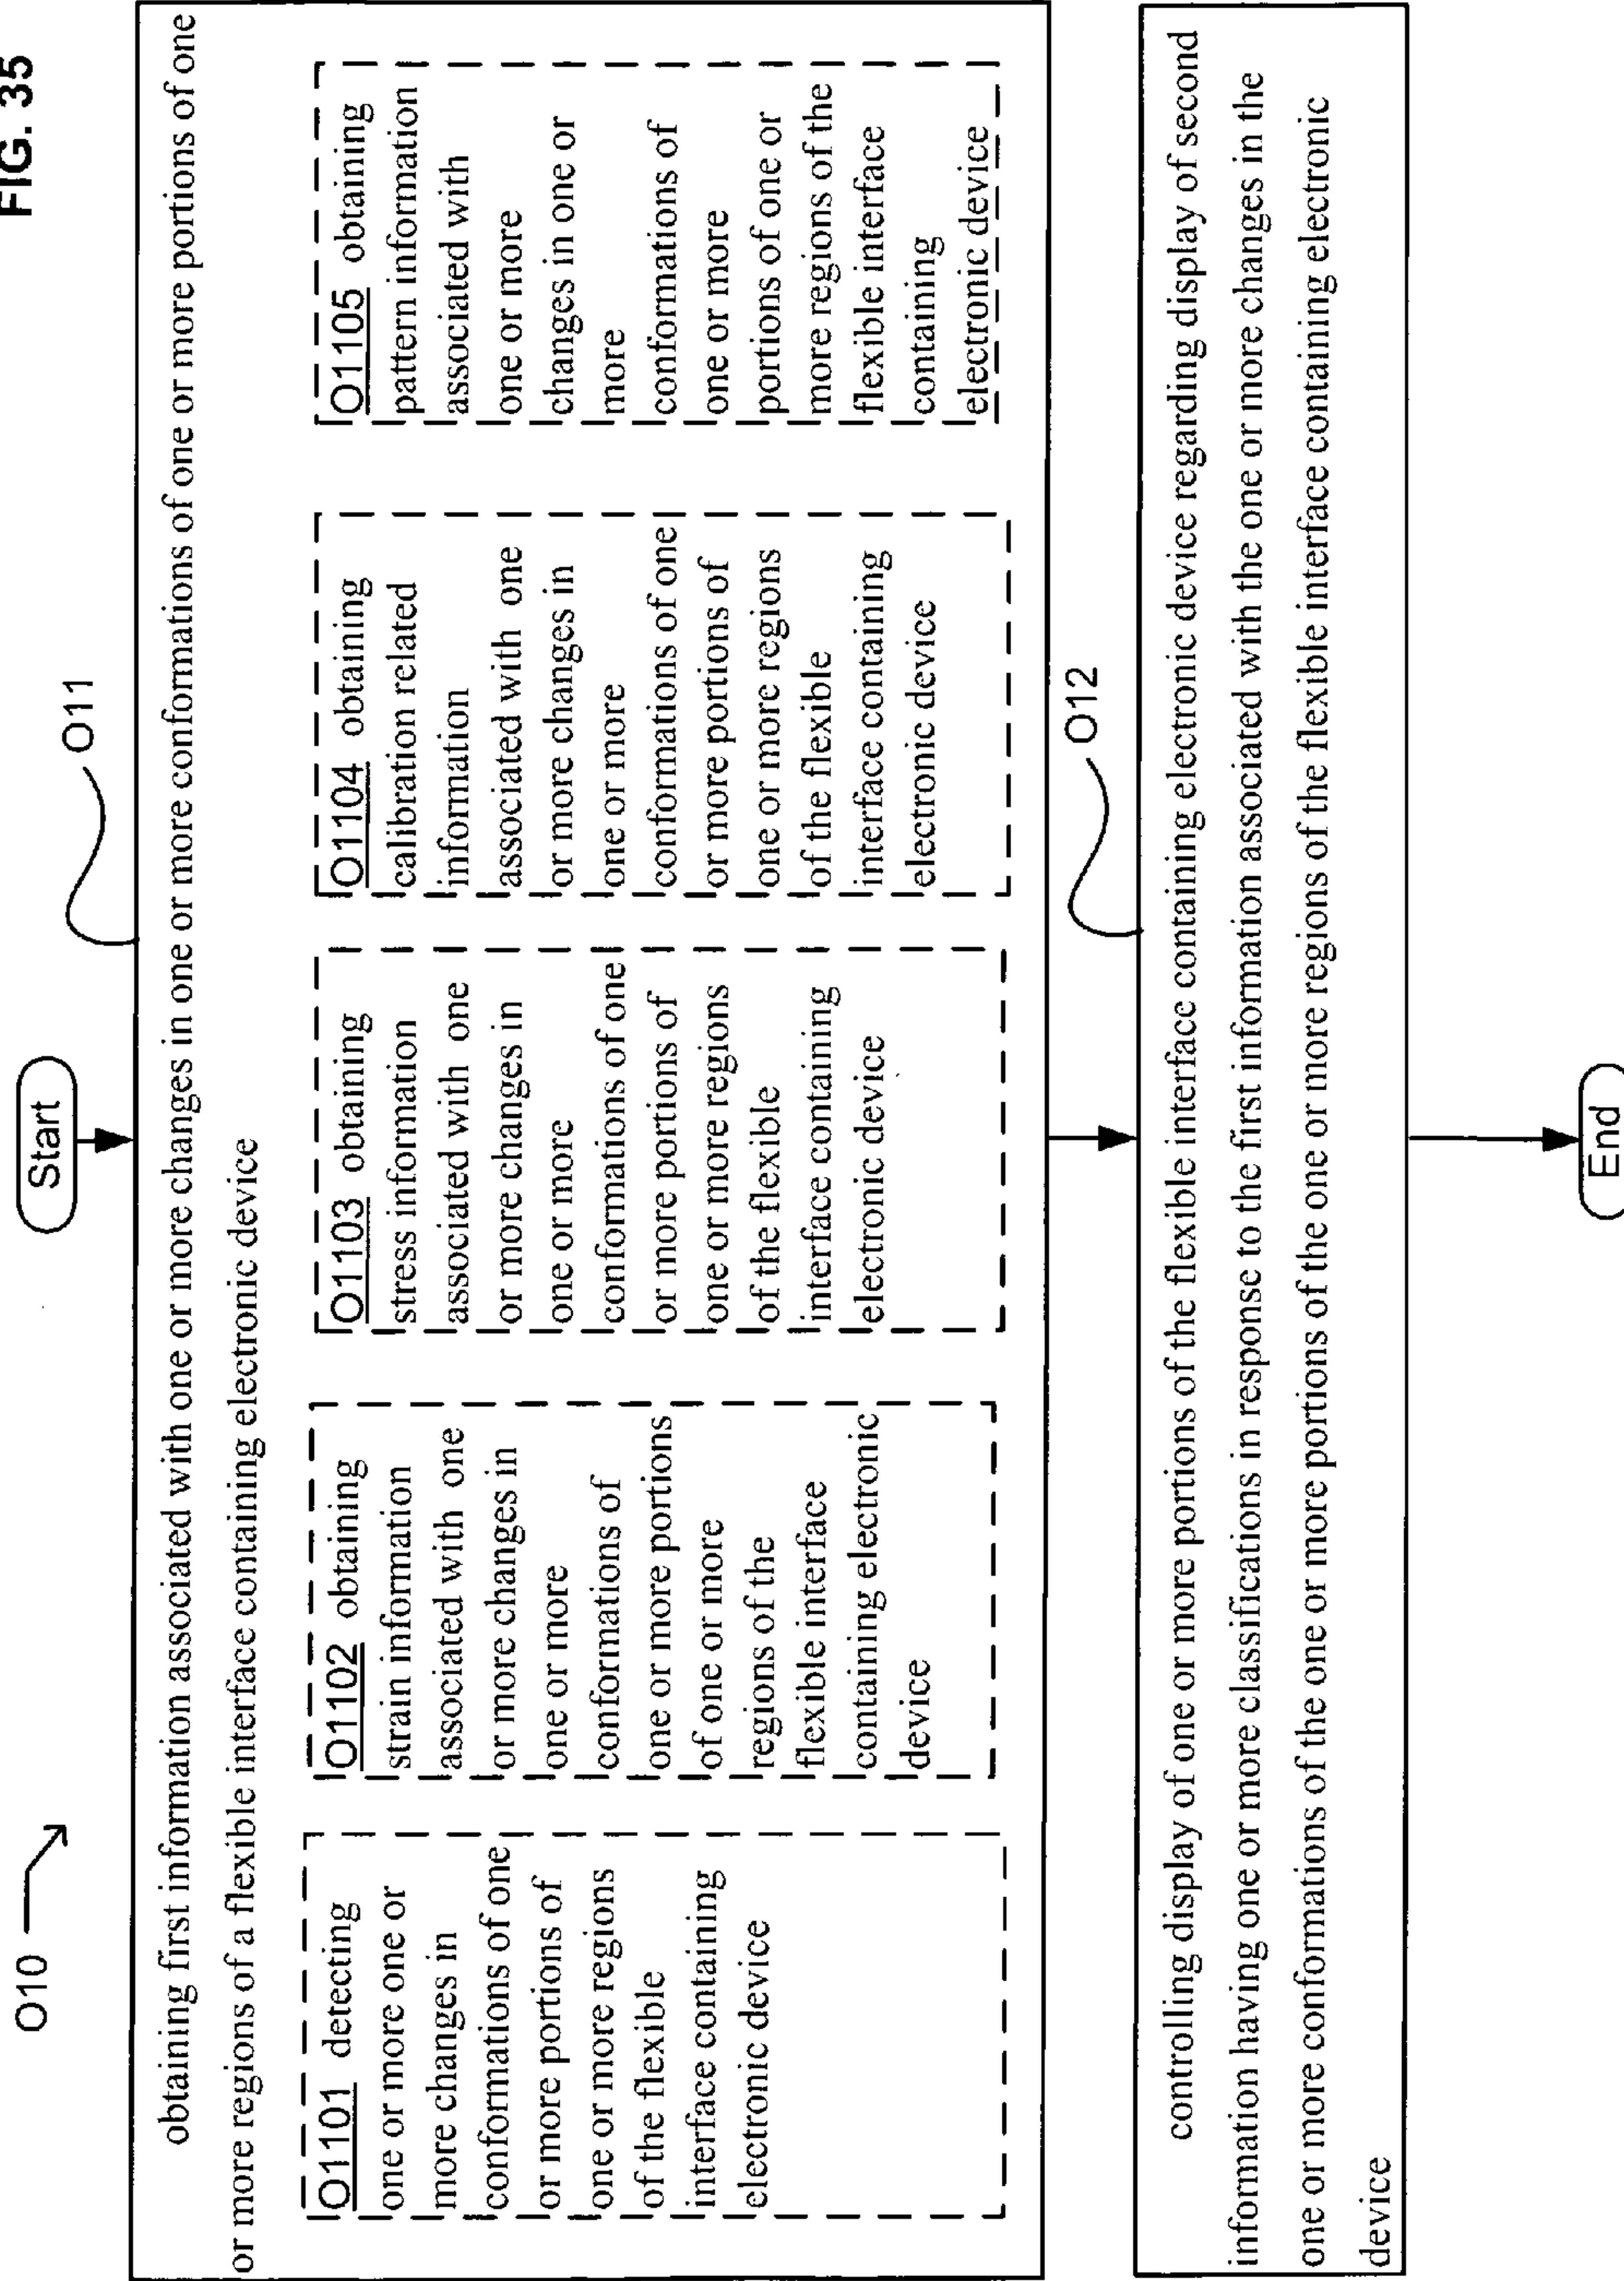 FIG. 35
O10
Start
O11
obtaining first information associated with one or more changes in one or more conformations of one or more portions of one
or more regions of a flexible interface containing electronic device
O1101 detecting
one or more one or
more changes in
conformations of one
or more portions of
one or more regions
of the flexible
interface containing
electronic device
O1102 obtaining
strain information
associated with one
or more changes in
one or more
conformations of
one or more portions
of one or more
regions of the
flexible interface
containing electronic
device
O1103 obtaining
stress information
associated with one
or more changes in
one or more
conformations of one
or more portions of
one or more regions
of the flexible
interface containing
electronic device
O1104 obtaining
calibration related
information
associated with one
or more changes in
one or more
conformations of one
or more portions of
one or more regions
of the flexible
interface containing
electronic device
O1105 obtaining
pattern information
associated with
one or more
changes in one or
more
conformations of
one or more
portions of one or
more regions of the
flexible interface
containing
electronic device
O12
controlling display of one or more portions of the flexible interface containing electronic device regarding display of second
information having one or more classifications in response to the first information associated with the one or more changes in the
one or more conformations of the one or more portions of the one or more regions of the flexible interface containing electronic
device
End